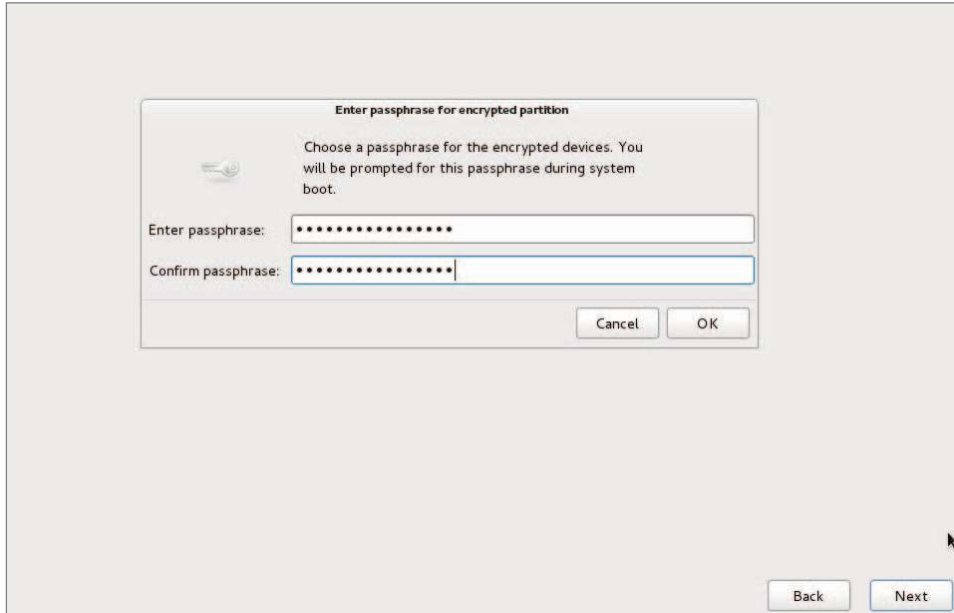 Enter passphrase for encrypted partition
Choose a passphrase for the encrypted devices. You
will be prompted for this passphrase during system
boot.
Enter passphrase: ••••••••••••••••
Confirm passphrase: ••••••••••••••••
Cancel OK
Back Next